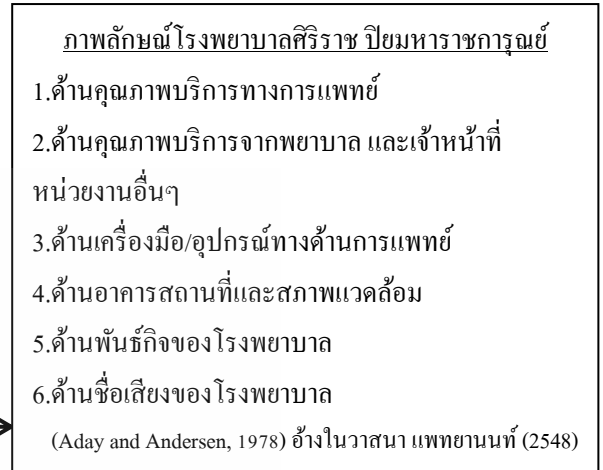 ภาพลักษณ์โรงพยาบาลศิริราช ปิยมหาราชการุณย์
1.ด้านคุณภาพบริการทางการแพทย์
2.ด้านคุณภาพบริการจากพยาบาล และเจ้าหน้าที่
หน่วยงานอื่นๆ
3.ด้านเครื่องมือ/อุปกรณ์ทางด้านการแพทย์
4.ด้านอาคารสถานที่และสภาพแวดล้อม
5.ด้านพันธ์กิจของโรงพยาบาล
6.ด้านชื่อเสียงของโรงพยาบาล
(Aday and Andersen, 1978) อ้างในวาสนา แพทยานนท์ (2548)